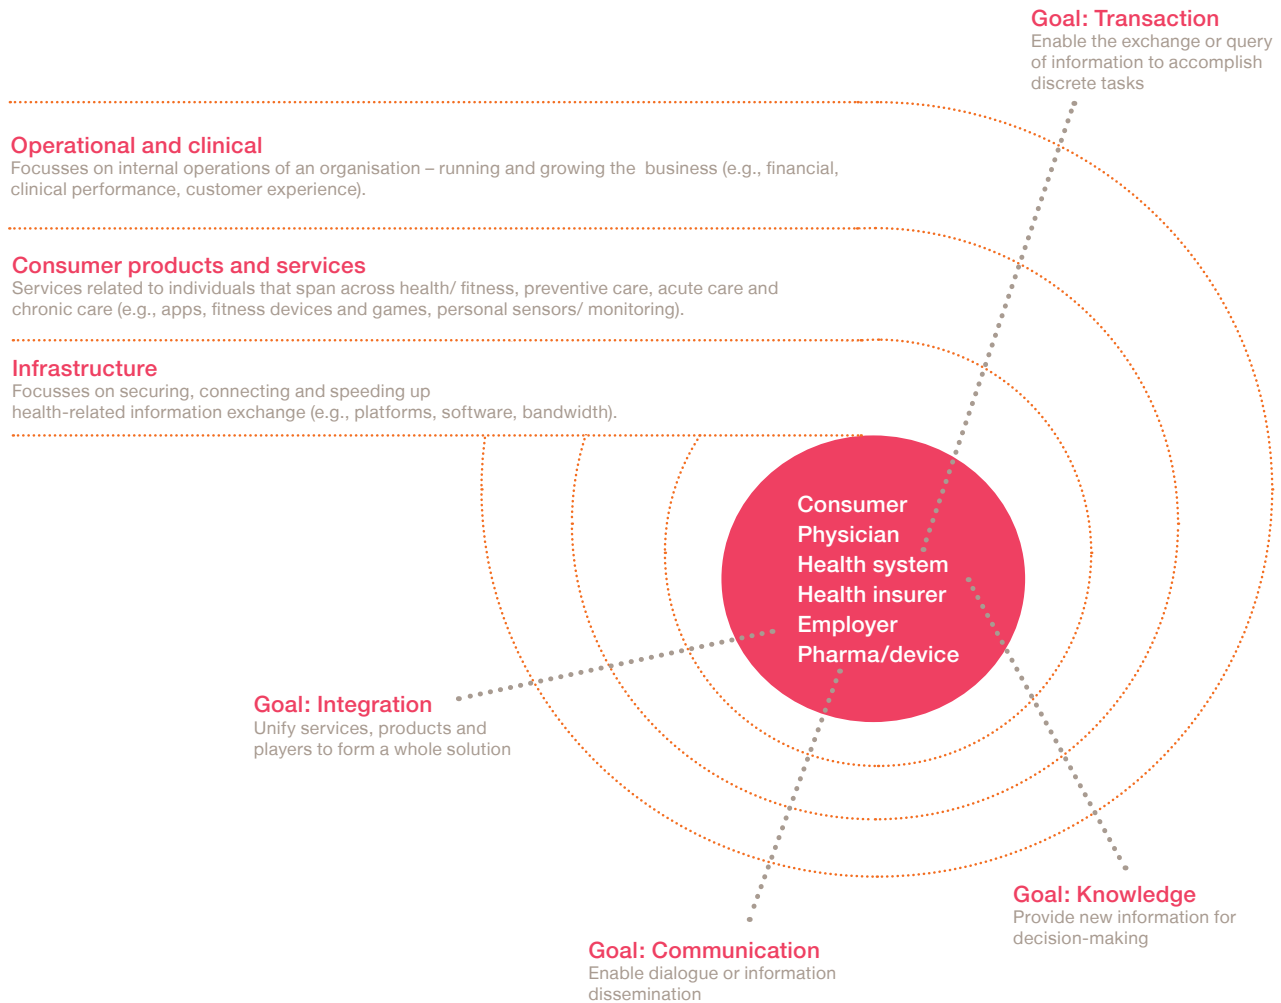 Goal: Transaction
Enable the exchange or query
of information to accomplish
discrete tasks
Operational and clinical
Focusses on internal operations of an organisation – running and growing the business (e.g., financial,
clinical performance, customer experience).
Consumer products and services
Services related to individuals that span across health/ fitness, preventive care, acute care and
chronic care (e.g., apps, fitness devices and games, personal sensors/ monitoring).
Infrastructure
Focusses on securing, connecting and speeding up
health-related information exchange (e.g., platforms, software, bandwidth).
Consumer
Physician
Health system
Health insurer
Employer
Pharma/device
Goal: Integration
Unify services, products and
players to form a whole solution
Goal: Knowledge
Provide new information for
decision-making
Goal: Communication
Enable dialogue or information
dissemination